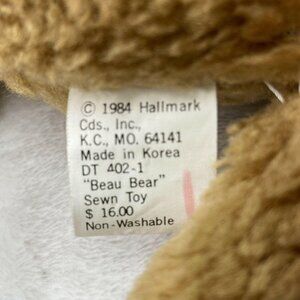 © 1984 Hallmark
Cds., Inc.,
K.C., MO. 64141
Made in Korea
DT 402-1
"Beau Bear"
Sewn Toy
$ 16.00
Non-Washable